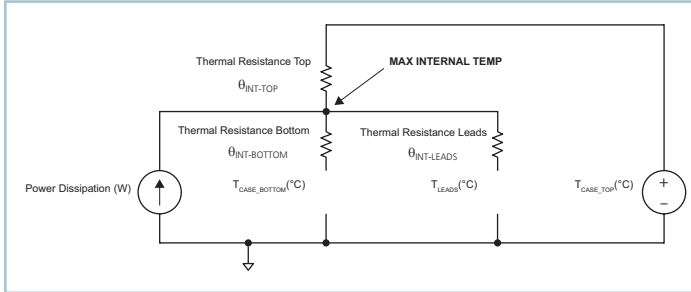 Thermal Resistance Top
θINT-TOP
MAX INTERNAL TEMP
Thermal Resistance Bottom
θINT-BOTTOM
Thermal Resistance Leads
θINT-LEADS
Power Dissipation (W)
TCASE_BOTTOM(°C)
TLEADS(°C)
TCASE_TOP(°C)
+
–